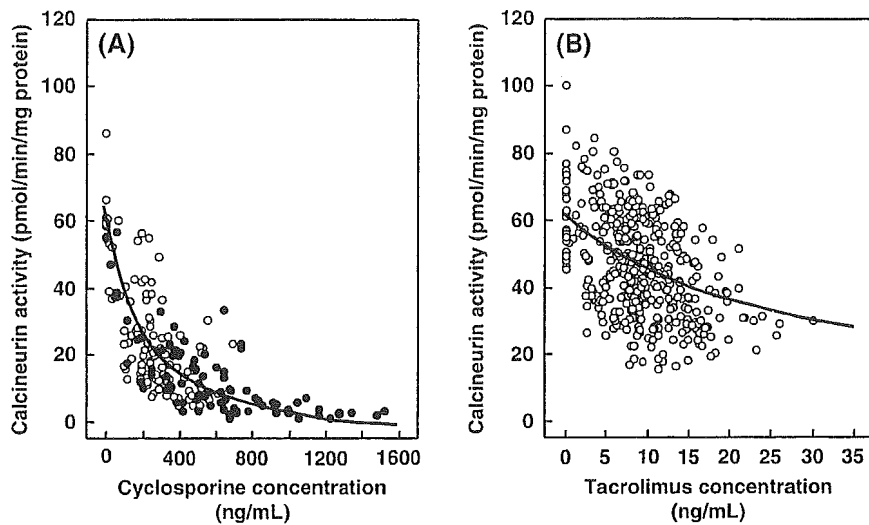 (A)
Calcineurin activity (pmol/min/mg protein)
120
100
80
60
40
20
0
0 400 800 1200 1600
Cyclosporine concentration
(ng/mL)
(B)
Calcineurin activity (pmol/min/mg protein)
120
100
80
60
40
20
0
0 5 10 15 20 25 30 35
Tacrolimus concentration
(ng/mL)